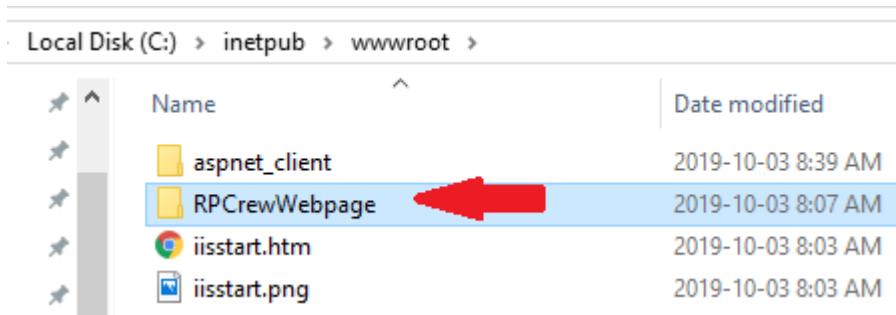 Local Disk (C:) > inetpub > wwwroot >
Name Date modified
aspnet_client 2019-10-03 8:39 AM
RPCrewWebpage 2019-10-03 8:07 AM
iisstart.htm 2019-10-03 8:03 AM
iisstart.png 2019-10-03 8:03 AM